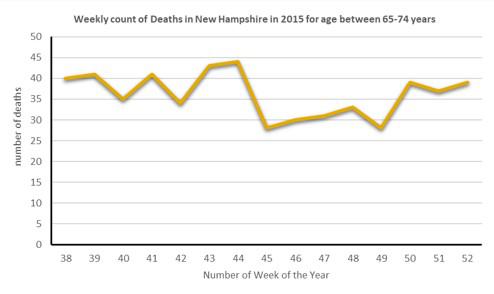 Weekly count of Deaths in New Hampshire in 2015 for age between 65-74 years
number of deaths
50
45
40
35
30
25
20
15
10
5
0
38 39 40 41 42 43 44 45 46 47 48 49 50 51 52
Number of Week of the Year